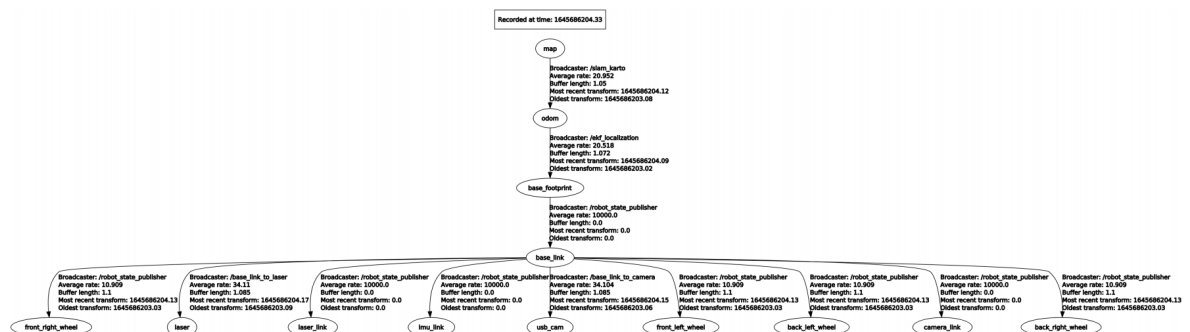 Recorded at time: 1645686204.33
map
Broadcaster: /slam_karto
Average rate: 20.952
Buffer length: 1.05
Most recent transform: 1645686204.12
Oldest transform: 1645686203.08
odom
Broadcaster: /ekf_localization
Average rate: 20.518
Buffer length: 1.072
Most recent transform: 1645686204.09
Oldest transform: 1645686203.02
base_footprint
Broadcaster: /robot_state_publisher
Average rate: 10000.0
Buffer length: 0.0
Most recent transform: 0.0
Oldest transform: 0.0
base_link
Broadcaster: /robot_state_publisher
Average rate: 10.909
Buffer length: 1.1
Most recent transform: 1645686204.13
Oldest transform: 1645686203.03
front_right_wheel
Broadcaster: /base_link_to_laser
Average rate: 34.11
Buffer length: 1.085
Most recent transform: 1645686204.17
Oldest transform: 1645686203.09
laser
Broadcaster: /robot_state_publisher
Average rate: 10000.0
Buffer length: 0.0
Most recent transform: 0.0
Oldest transform: 0.0
laser_link
Broadcaster: /robot_state_publisher
Average rate: 10000.0
Buffer length: 0.0
Most recent transform: 0.0
Oldest transform: 0.0
imu_link
Broadcaster: /base_link_to_camera
Average rate: 34.104
Buffer length: 1.085
Most recent transform: 1645686204.15
Oldest transform: 1645686203.06
usb_cam
Broadcaster: /robot_state_publisher
Average rate: 10.909
Buffer length: 1.1
Most recent transform: 1645686204.13
Oldest transform: 1645686203.03
front_left_wheel
Broadcaster: /robot_state_publisher
Average rate: 10.909
Buffer length: 1.1
Most recent transform: 1645686204.13
Oldest transform: 1645686203.03
back_left_wheel
Broadcaster: /robot_state_publisher
Average rate: 10000.0
Buffer length: 0.0
Most recent transform: 0.0
Oldest transform: 0.0
camera_link
Broadcaster: /robot_state_publisher
Average rate: 10.909
Buffer length: 1.1
Most recent transform: 1645686204.13
Oldest transform: 1645686203.03
back_right_wheel